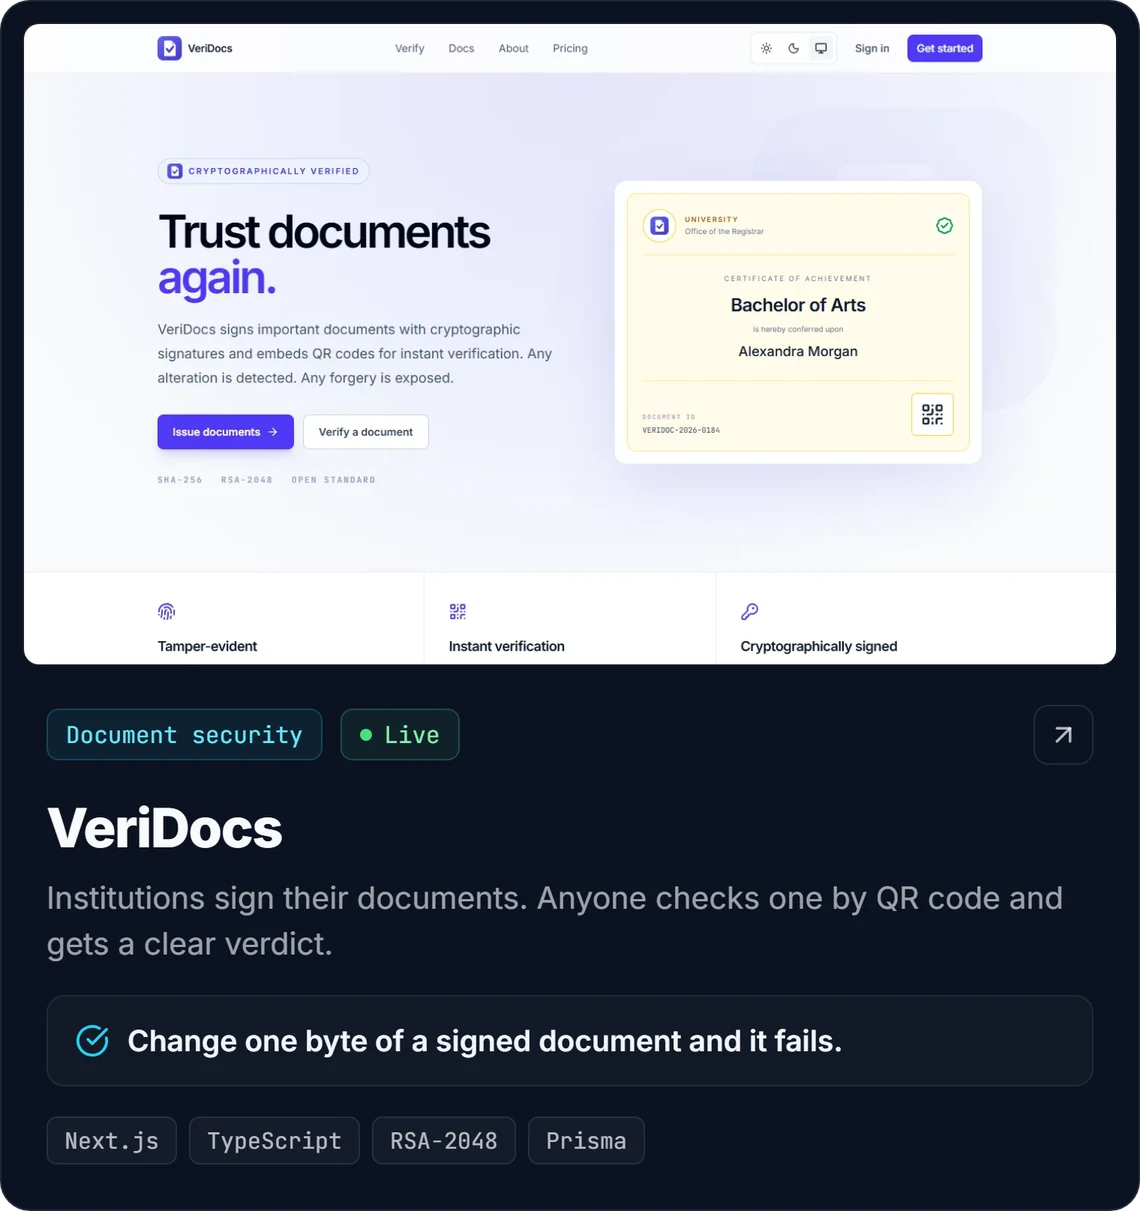 VeriDocs
Verify Docs About Pricing
Sign in
Get started
CRYPTOGRAPHICALLY VERIFIED
Trust documents
again.
VeriDocs signs important documents with cryptographic
signatures and embeds QR codes for instant verification. Any
alteration is detected. Any forgery is exposed.
Issue documents
Verify a document
SHA-256 RSA-2048 OPEN STANDARD
UNIVERSITY
Office of the Registrar
CERTIFICATE OF ACHIEVEMENT
Bachelor of Arts
is hereby conferred upon
Alexandra Morgan
DOCUMENT ID
VERIDOC-2026-0184
Tamper-evident
Instant verification
Cryptographically signed
Document security
Live
VeriDocs
Institutions sign their documents. Anyone checks one by QR code and
gets a clear verdict.
Change one byte of a signed document and it fails.
Next.js
TypeScript
RSA-2048
Prisma